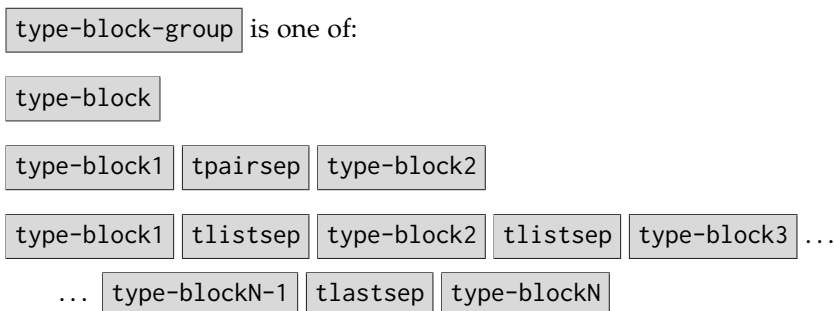 type-block-group is one of:
type-block
type-block1 tpairsep type-block2
type-block1 tlistsep type-block2 tlistsep type-block3 ...
... type-blockN-1 tlastsep type-blockN